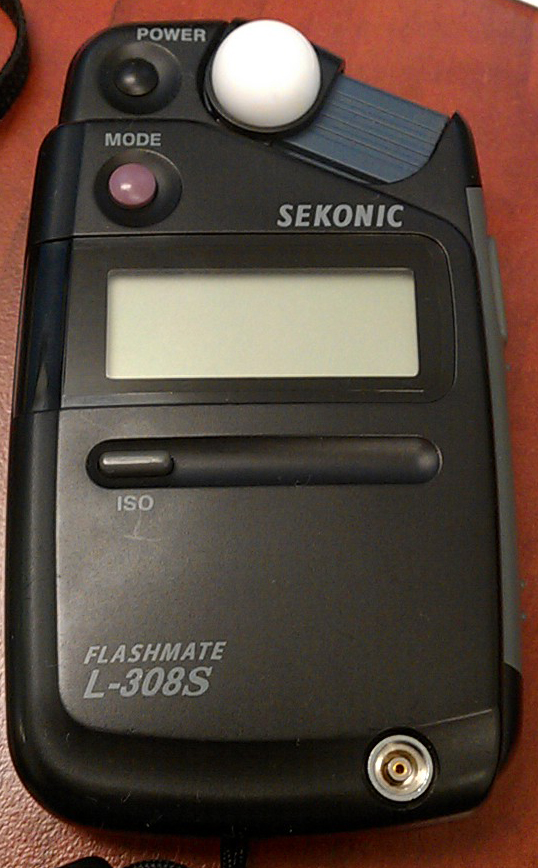 POWER
MODE
SEKONIC
ISO
FLASHMATE
L-308S